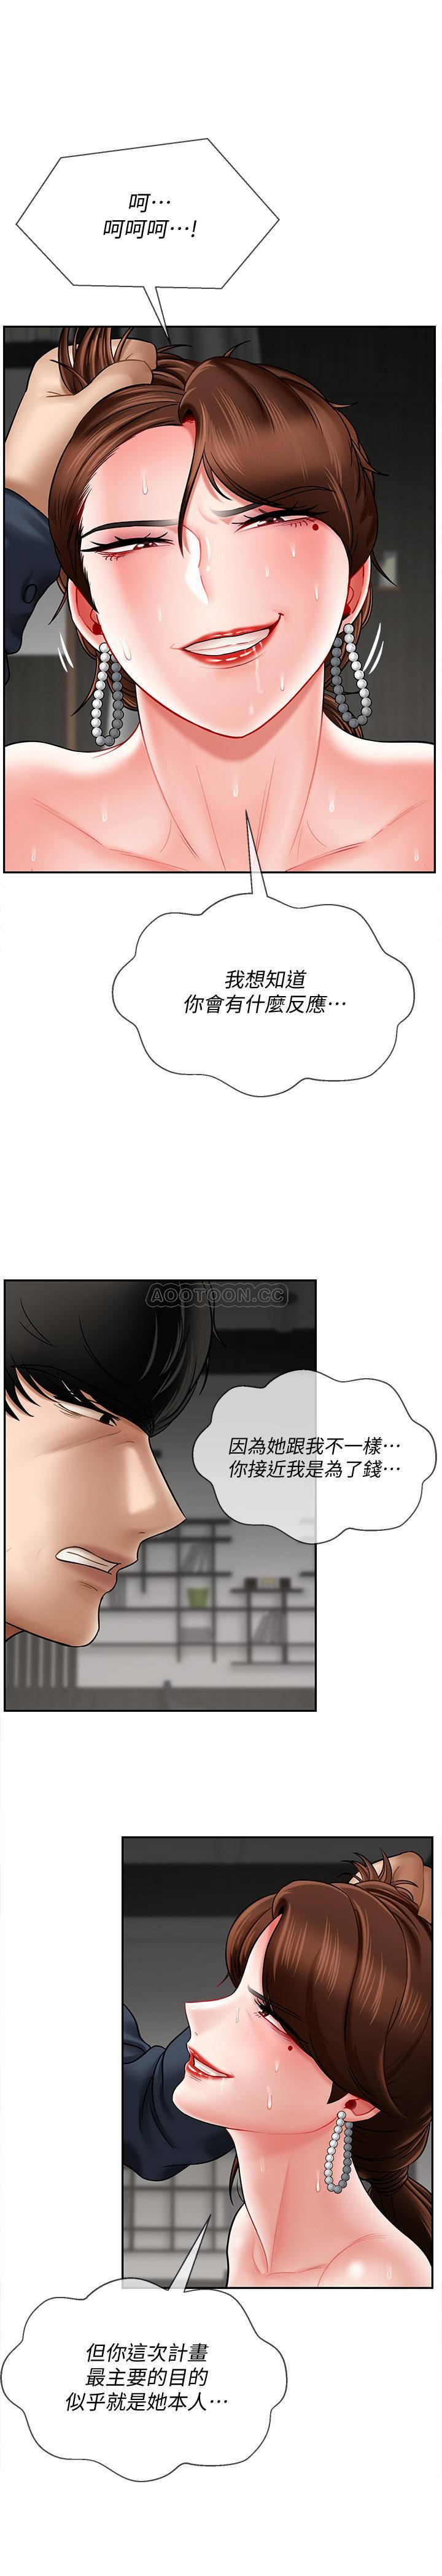 呵⋯
呵呵呵⋯!
我想知道
你會有什麼反應⋯
AOOTOON.CC
因為她跟我不一樣⋯
你接近我是為了錢⋯
但你這次計畫
最主要的目的
似乎就是她本人⋯